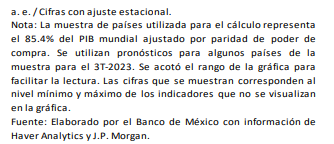 a. e./ Cifras con ajuste estacional.
Nota: La muestra de países utilizada para el cálculo representa
el 85.4% del PIB mundial ajustado por paridad de poder de
compra. Se utilizan pronósticos para algunos países de la
muestra para el 3T-2023. Se acotó el rango de la gráfica para
facilitar la lectura. Las cifras que se muestran corresponden al
nivel mínimo y máximo de los indicadores que no se visualizan
en la gráfica.
Fuente: Elaborado por el Banco de México con información de
Haver Analytics y J.P. Morgan.